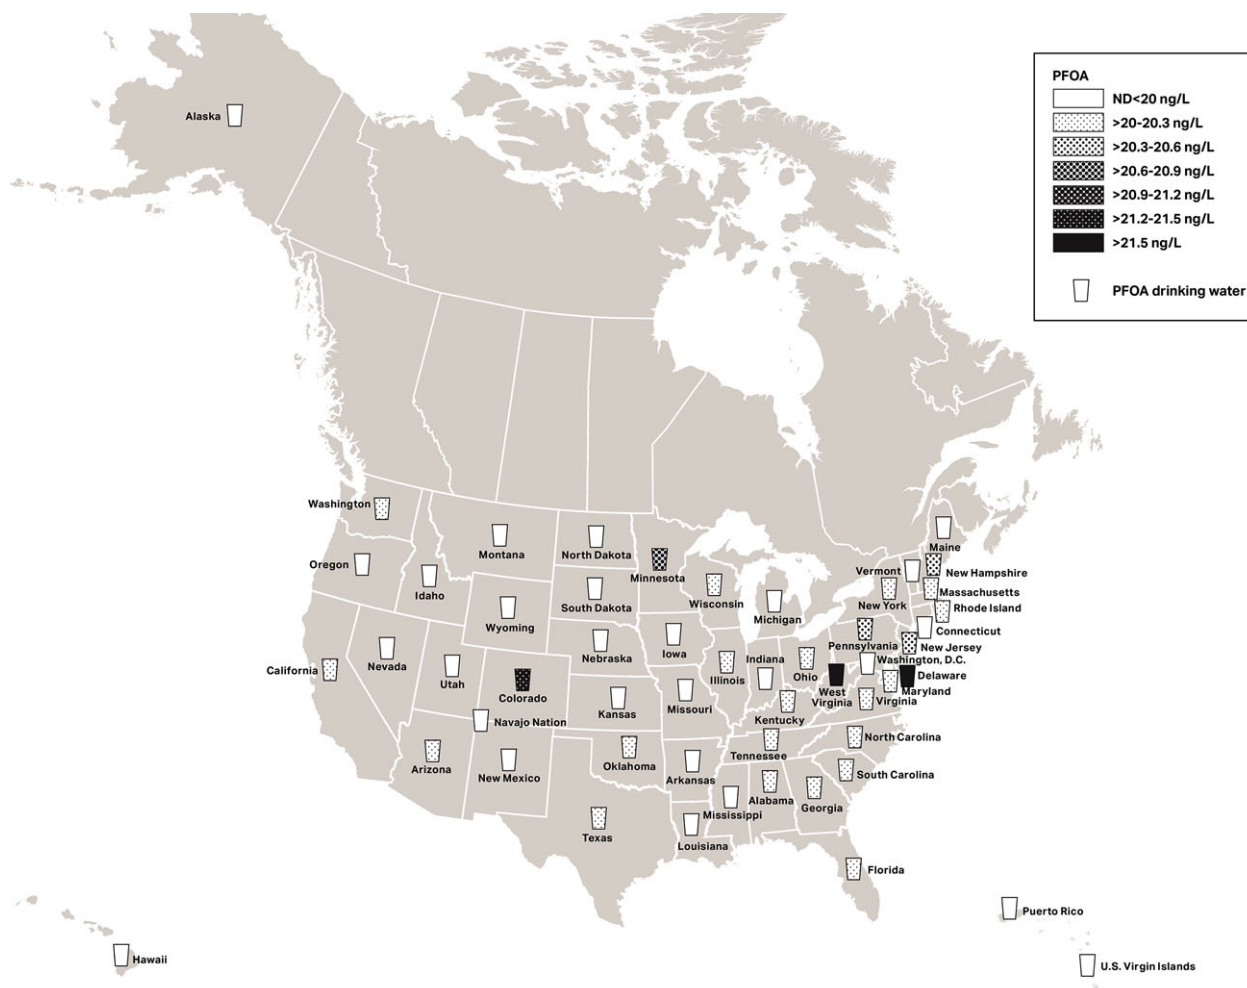 PFOA
ND<20 ng/L
>20-20.3 ng/L
>20.3-20.6 ng/L
>20.6-20.9 ng/L
>20.9-21.2 ng/L
>21.2-21.5 ng/L
>21.5 ng/L
PFOA drinking water
Alaska
Washington
Oregon
Idaho
Montana
North Dakota
Minnesota
Wisconsin
Michigan
Maine
Vermont
New Hampshire
New York
Massachusetts
Rhode Island
Connecticut
South Dakota
Wyoming
Nebraska
Iowa
Illinois
Indiana
Ohio
Pennsylvania
New Jersey
Washington, D.C.
Delaware
Maryland
West
Virginia
Virginia
California
Nevada
Utah
Colorado
Kansas
Missouri
Kentucky
Navajo Nation
Arizona
New Mexico
Oklahoma
Arkansas
Tennessee
North Carolina
South Carolina
Texas
Louisiana
Mississippi
Alabama
Georgia
Florida
Hawaii
Puerto Rico
U.S. Virgin Islands